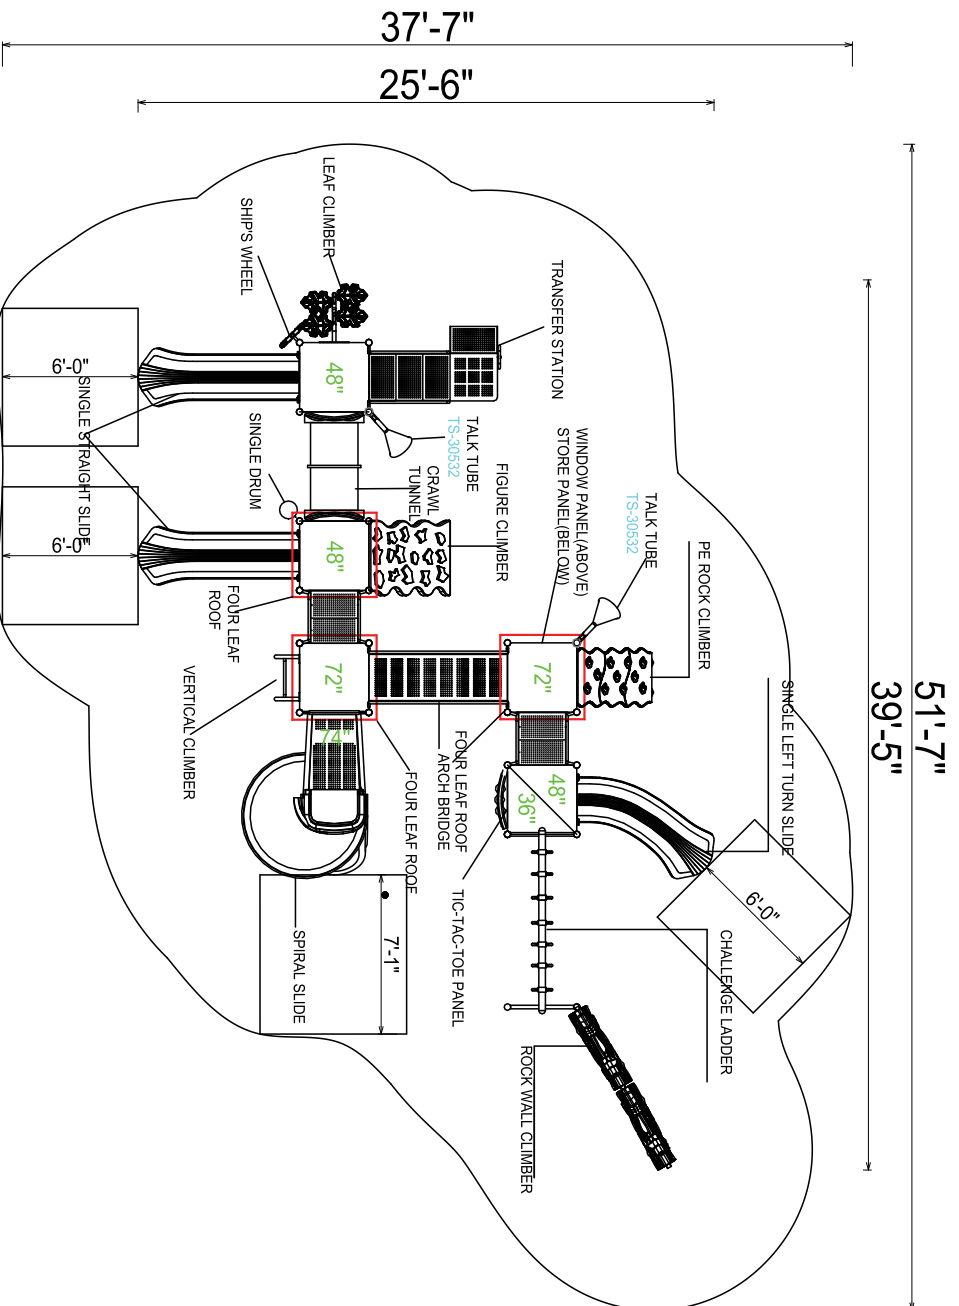 37'-7"
25'-6"
51'-7"
39'-5"
LEAF CLIMBER
SHIP'S WHEEL
TRANSFER STATION
48"
6'-0"
SINGLE STRAIGHT SLIDE
SINGLE DRUM
TALK TUBE
TS-30532
CRAWL
TUNNEL
FIGURE CLIMBER
WINDOW PANEL(ABOVE)
STORE PANEL(BELOW)
TALK TUBE
TS-30532
PE ROCK CLIMBER
48"
6'-0"
FOUR LEAF
ROOF
72"
72"
VERTICAL CLIMBER
74"
FOUR LEAF ROOF
ARCH BRIDGE
FOUR LEAF ROOF
SINGLE LEFT TURN SLIDE
48"
36"
6'-0"
TIC-TAC-TOE PANEL
7'-1"
SPIRAL SLIDE
CHALLENGE LADDER
ROCK WALL CLIMBER